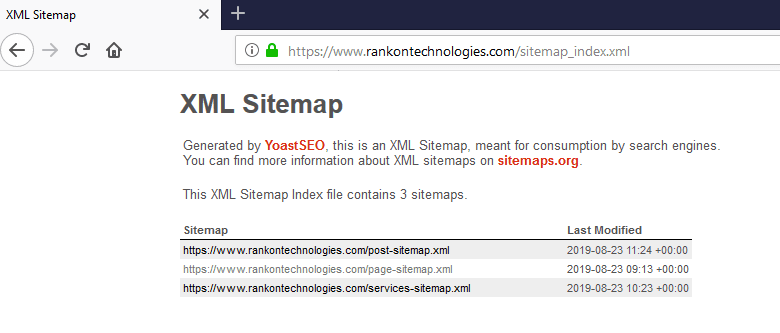 XML Sitemap
https://www.rankontechnologies.com/sitemap_index.xml
XML Sitemap
Generated by YoastSEO, this is an XML Sitemap, meant for consumption by search engines.
You can find more information about XML sitemaps on sitemaps.org.
This XML Sitemap Index file contains 3 sitemaps.
Sitemap Last Modified
https://www.rankontechnologies.com/post-sitemap.xml 2019-08-23 11:24 +00:00
https://www.rankontechnologies.com/page-sitemap.xml 2019-08-23 09:13 +00:00
https://www.rankontechnologies.com/services-sitemap.xml 2019-08-23 10:23 +00:00